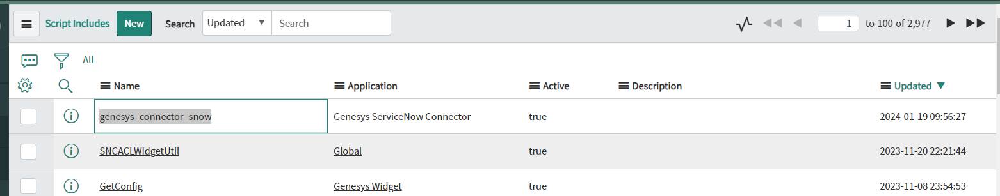 Script Includes New Search Updated ▼ Search 1 to 100 of 2,977
All
Name Application Active Description Updated ▼
genesys_connector_snow Genesys ServiceNow Connector true 2024-01-19 09:56:27
SNCACLWidgetUtil Global true 2023-11-20 22:21:44
GetConfig Genesys Widget true 2023-11-08 23:54:53